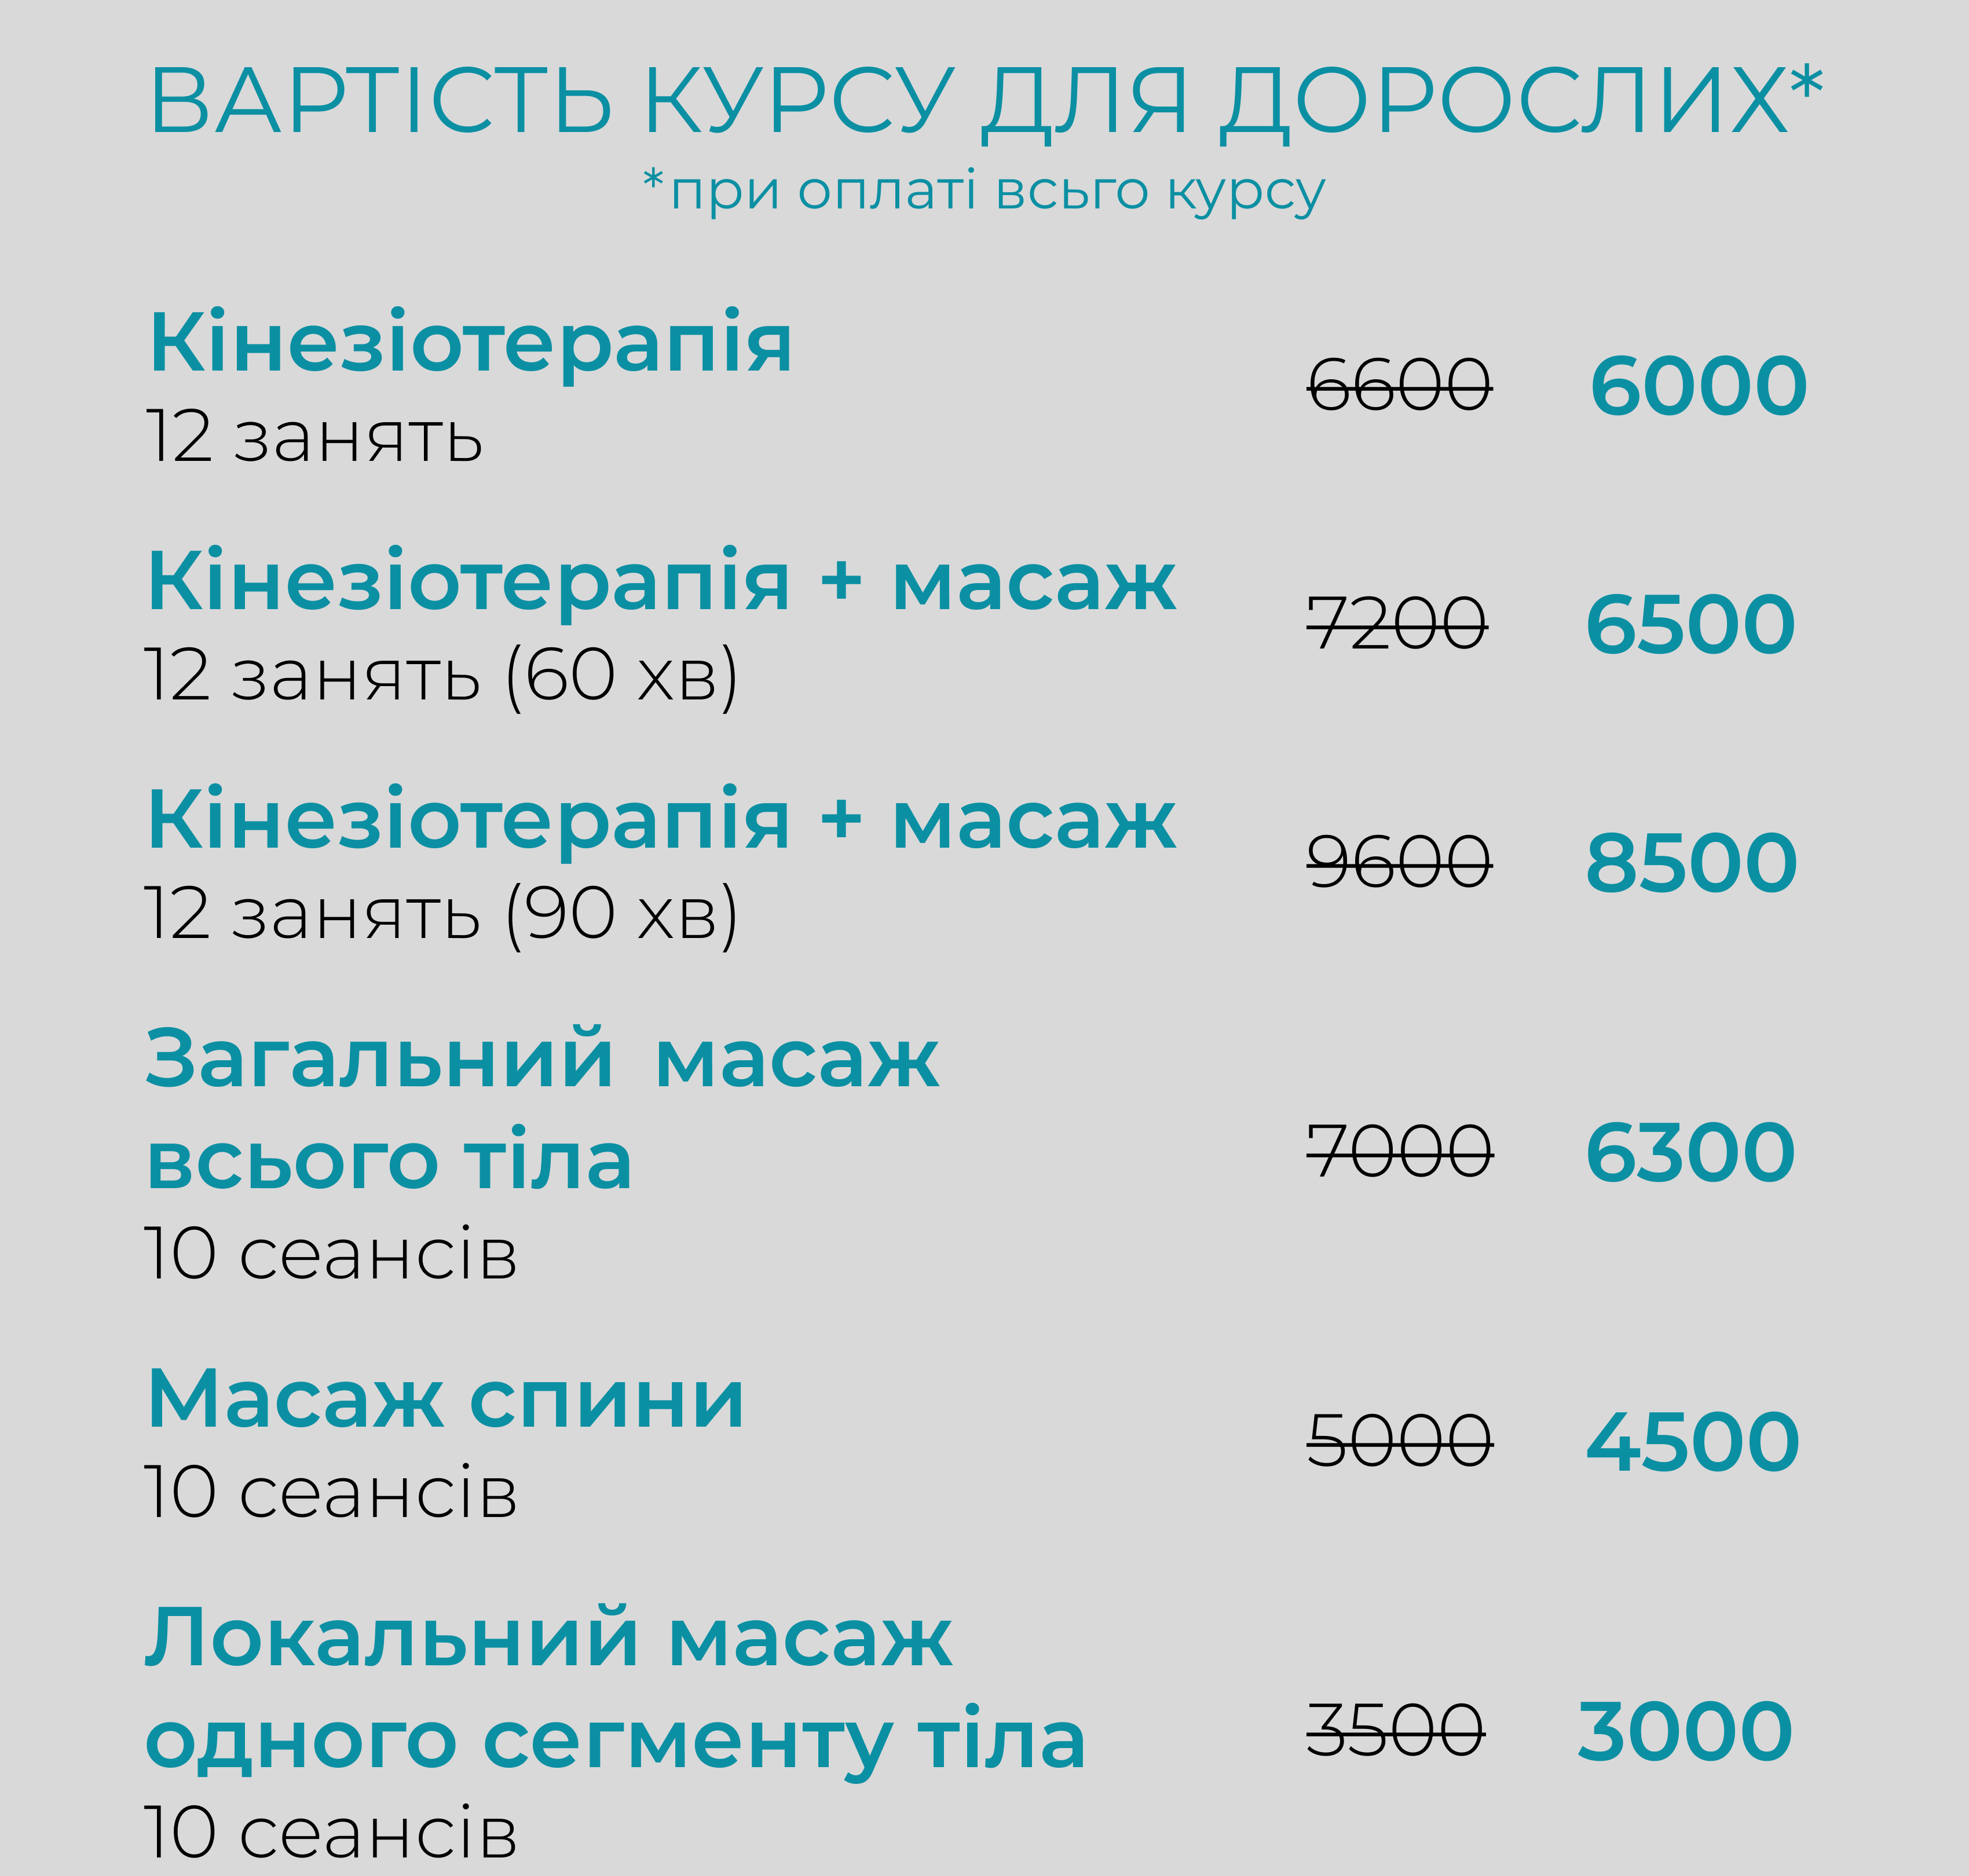 ВАРТІСТЬ КУРСУ ДЛЯ ДОРОСЛИХ*
*при оплаті всього курсу
Кінезіотерапія
12 занять
6600 6000
Кінезіотерапія + масаж
12 занять (60 хв)
7200 6500
Кінезіотерапія + масаж
12 занять (90 хв)
9600 8500
Загальний масаж
всього тіла
10 сеансів
7000 6300
Масаж спини
10 сеансів
5000 4500
Локальний масаж
одного сегменту тіла
10 сеансів
3500 3000